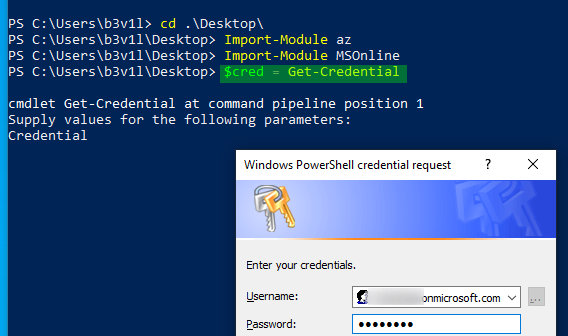 PS C:\Users\b3v1l> cd .\Desktop\
PS C:\Users\b3v1l\Desktop> Import-Module az
PS C:\Users\b3v1l\Desktop> Import-Module MSOnline
PS C:\Users\b3v1l\Desktop> $cred = Get-Credential
cmdlet Get-Credential at command pipeline position 1
Supply values for the following parameters:
Credential
Windows PowerShell credential request ? ×
Enter your credentials.
Username: onmicrosoft.com ...
Password: ●●●●●●●●